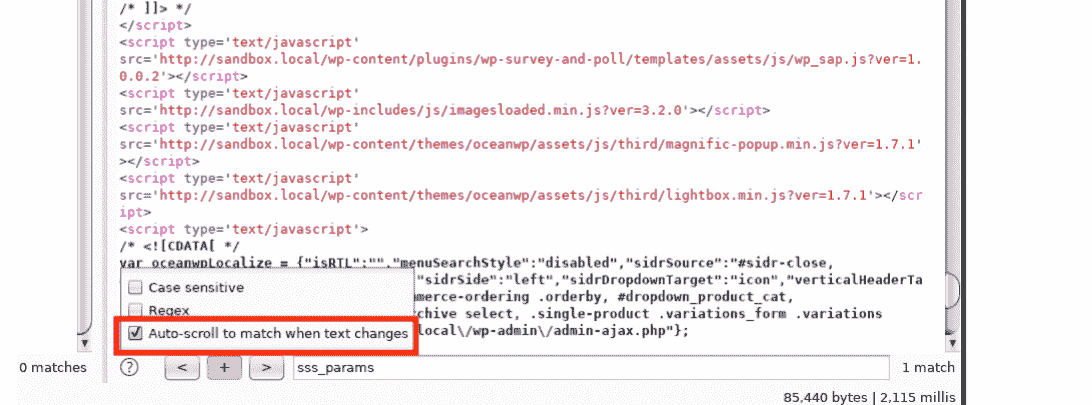 /* ]]> */
</script>
<script type='text/javascript'
src='http://sandbox.local/wp-content/plugins/wp-survey-and-poll/templates/assets/js/wp_sap.js?ver=1.
0.0.2'></script>
<script type='text/javascript'
src='http://sandbox.local/wp-includes/js/imagesloaded.min.js?ver=3.2.0'></script>
<script type='text/javascript'
src='http://sandbox.local/wp-content/themes/oceanwp/assets/js/third/magnific-popup.min.js?ver=1.7.1'
></script>
<script type='text/javascript'
src='http://sandbox.local/wp-content/themes/oceanwp/assets/js/third/lightbox.min.js?ver=1.7.1'></scr
ipt>
<script type='text/javascript'>
/* <![CDATA[ */
var oceanwpLocalize = {"isRTL":"","menuSearchStyle":"disabled","sidrSource":"#sidr-close,
"sidrSide":"left","sidrDropdownTarget":"icon","verticalHeaderTa
Case sensitive
merce-ordering .orderby, #dropdown_product_cat,
Regex
chive select, .single-product .variations_form .variations
Auto-scroll to match when text changes
local\/wp-admin\/admin-ajax.php"};
0 matches
? < + > sss_params 1 match
85,440 bytes | 2,115 millis